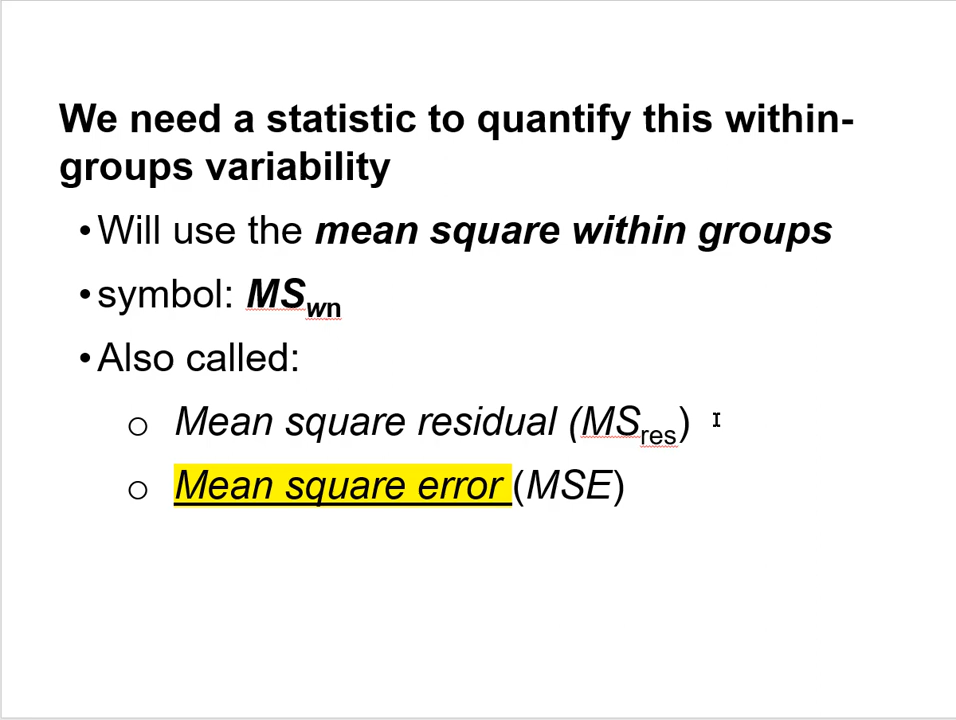 We need a statistic to quantify this within-
groups variability
•Will use the mean square within groups
•symbol: MSwn
•Also called:
o Mean square residual (MSres)
o Mean square error (MSE)